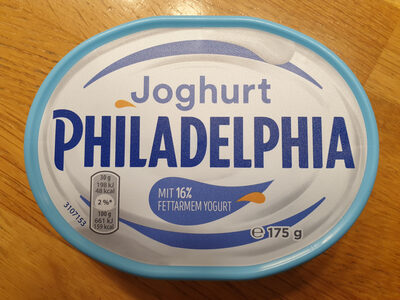 Joghurt
PHILADELPHIA
MIT 16%
FETTARMEM YOGURT
30 g
198 kJ
48 kcal
2 %*
100 g
661 kJ
159 kcal
3107153
℮175 g